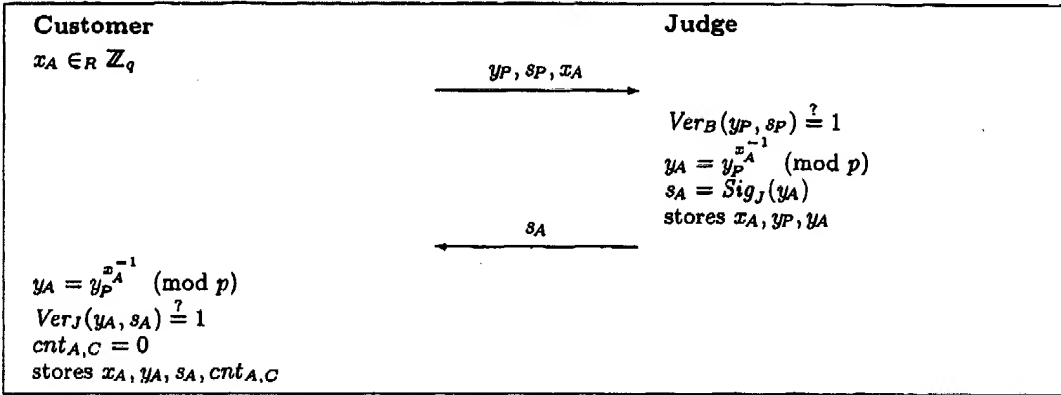 Customer
Judge
x_A ∈_R ℤ_q
y_P, s_P, x_A
Ver_B(y_P, s_P) ≟ 1
y_A = y_P^{x_A^{-1}} (mod p)
s_A = Sig_J(y_A)
stores x_A, y_P, y_A
s_A
y_A = y_P^{x_A^{-1}} (mod p)
Ver_J(y_A, s_A) ≟ 1
cnt_{A,C} = 0
stores x_A, y_A, s_A, cnt_{A,C}